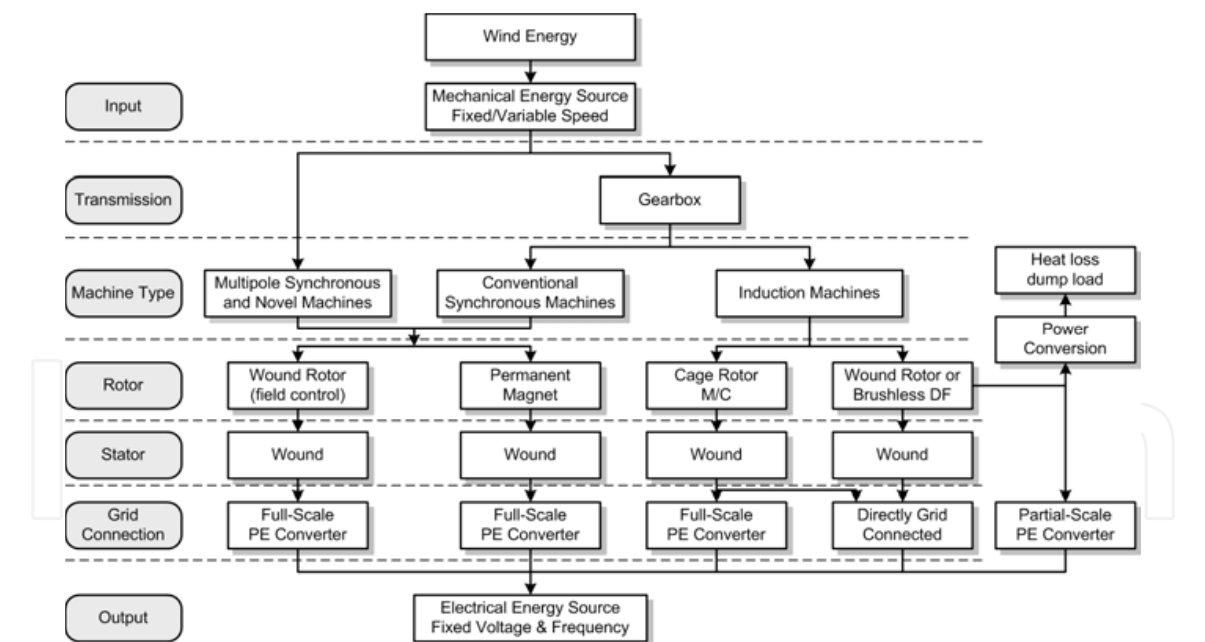 Wind Energy
Input
Mechanical Energy Source
Fixed/Variable Speed
Transmission
Gearbox
Machine Type
Multipole Synchronous
and Novel Machines
Conventional
Synchronous Machines
Induction Machines
Heat loss
dump load
Power
Conversion
Rotor
Wound Rotor
(field control)
Permanent
Magnet
Cage Rotor
M/C
Wound Rotor or
Brushless DF
Stator
Wound
Wound
Wound
Wound
Grid
Connection
Full-Scale
PE Converter
Full-Scale
PE Converter
Full-Scale
PE Converter
Directly Grid
Connected
Partial-Scale
PE Converter
Output
Electrical Energy Source
Fixed Voltage & Frequency